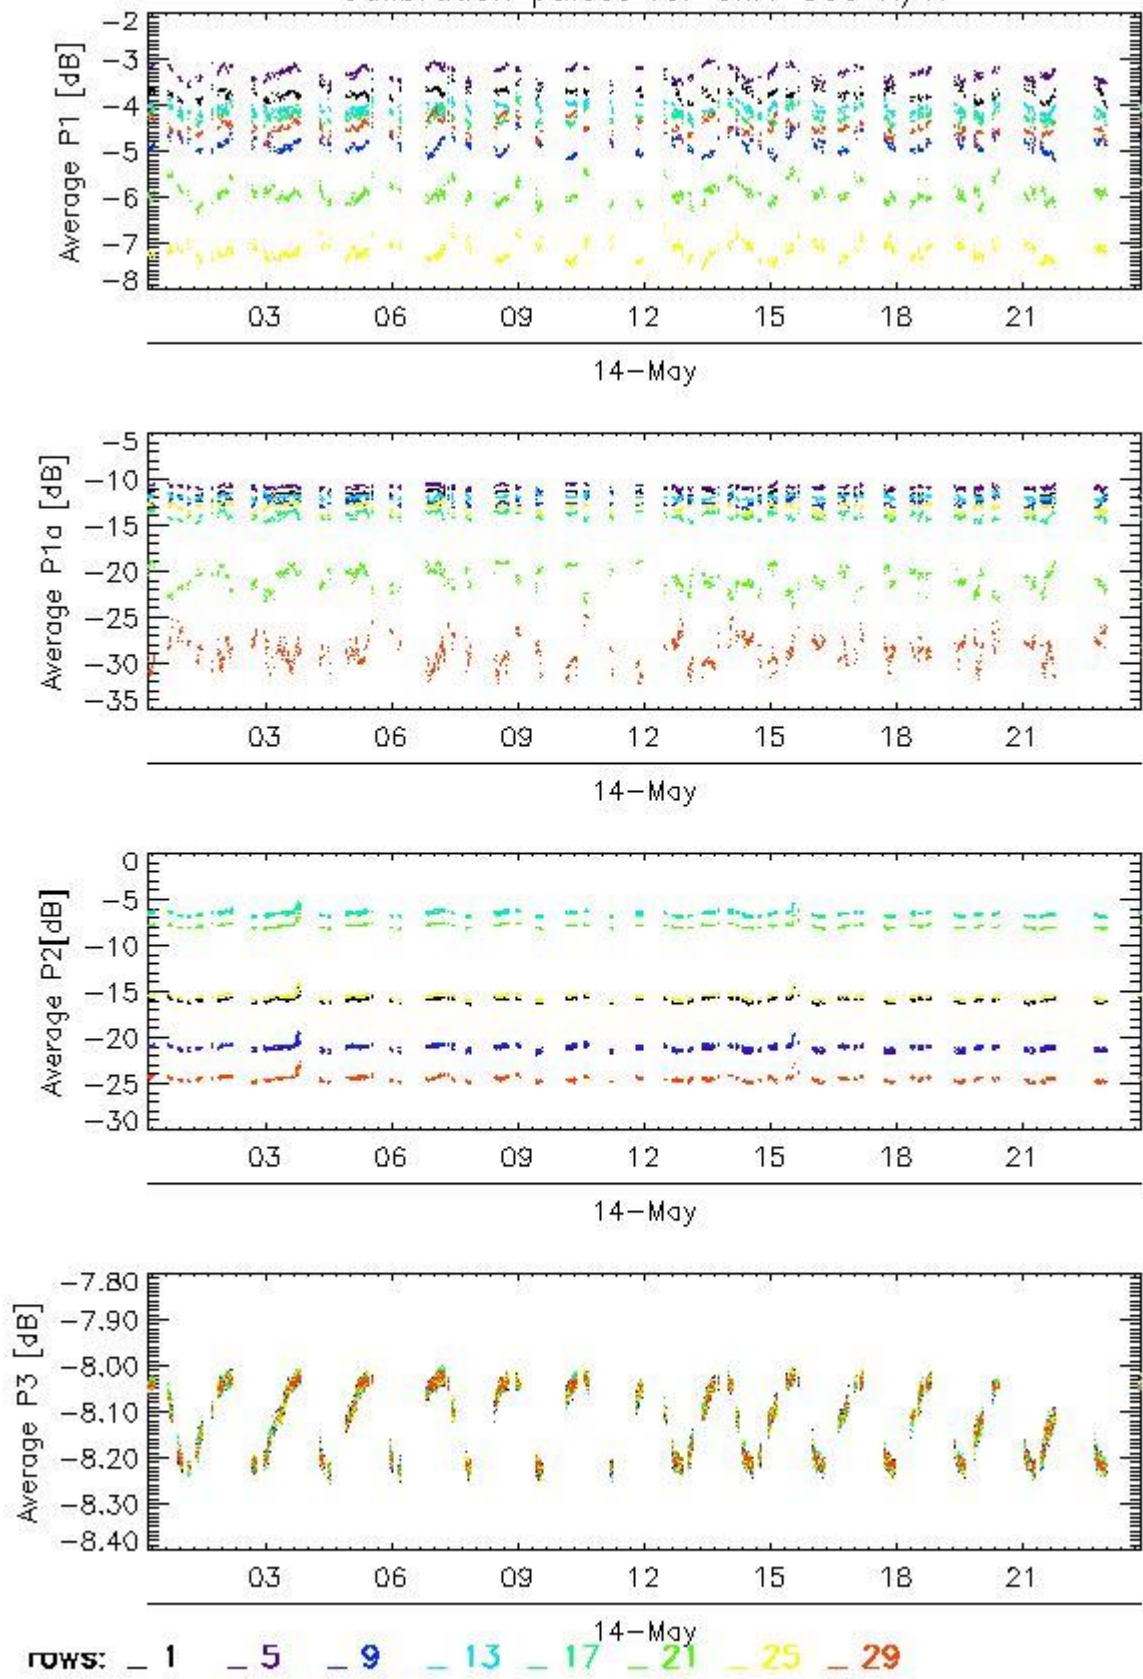 Average P1 [dB]
-2
-3
-4
-5
-6
-7
-8
03 06 09 12 15 18 21
14-May
Average P1a [dB]
-5
-10
-15
-20
-25
-30
-35
03 06 09 12 15 18 21
14-May
Average P2[dB]
0
-5
-10
-15
-20
-25
-30
03 06 09 12 15 18 21
14-May
Average P3 [dB]
-7.80
-7.90
-8.00
-8.10
-8.20
-8.30
-8.40
03 06 09 12 15 18 21
14-May
rows: _ 1 _ 5 _ 9 _ 13 _ 17 _ 21 _ 25 _ 29